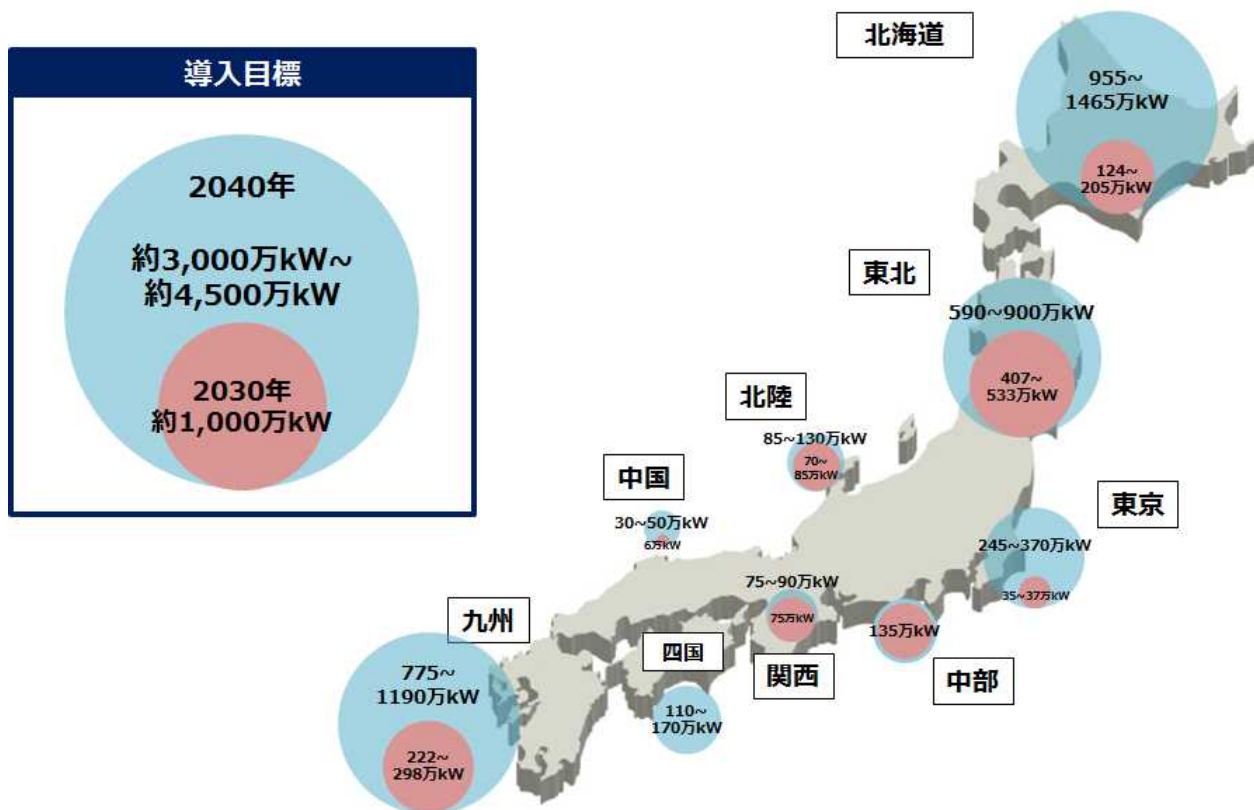 導入目標
2040年
約3,000万kW~
約4,500万kW
2030年
約1,000万kW
北海道
955~
1465万kW
124~
205万kW
東北
590~900万kW
407~
533万kW
北陸
85~130万kW
70~
85万kW
中国
30~50万kW
6万kW
東京
245~370万kW
35~37万kW
75~90万kW
75万kW
関西
135万kW
中部
四国
110~
170万kW
九州
775~
1190万kW
222~
298万kW